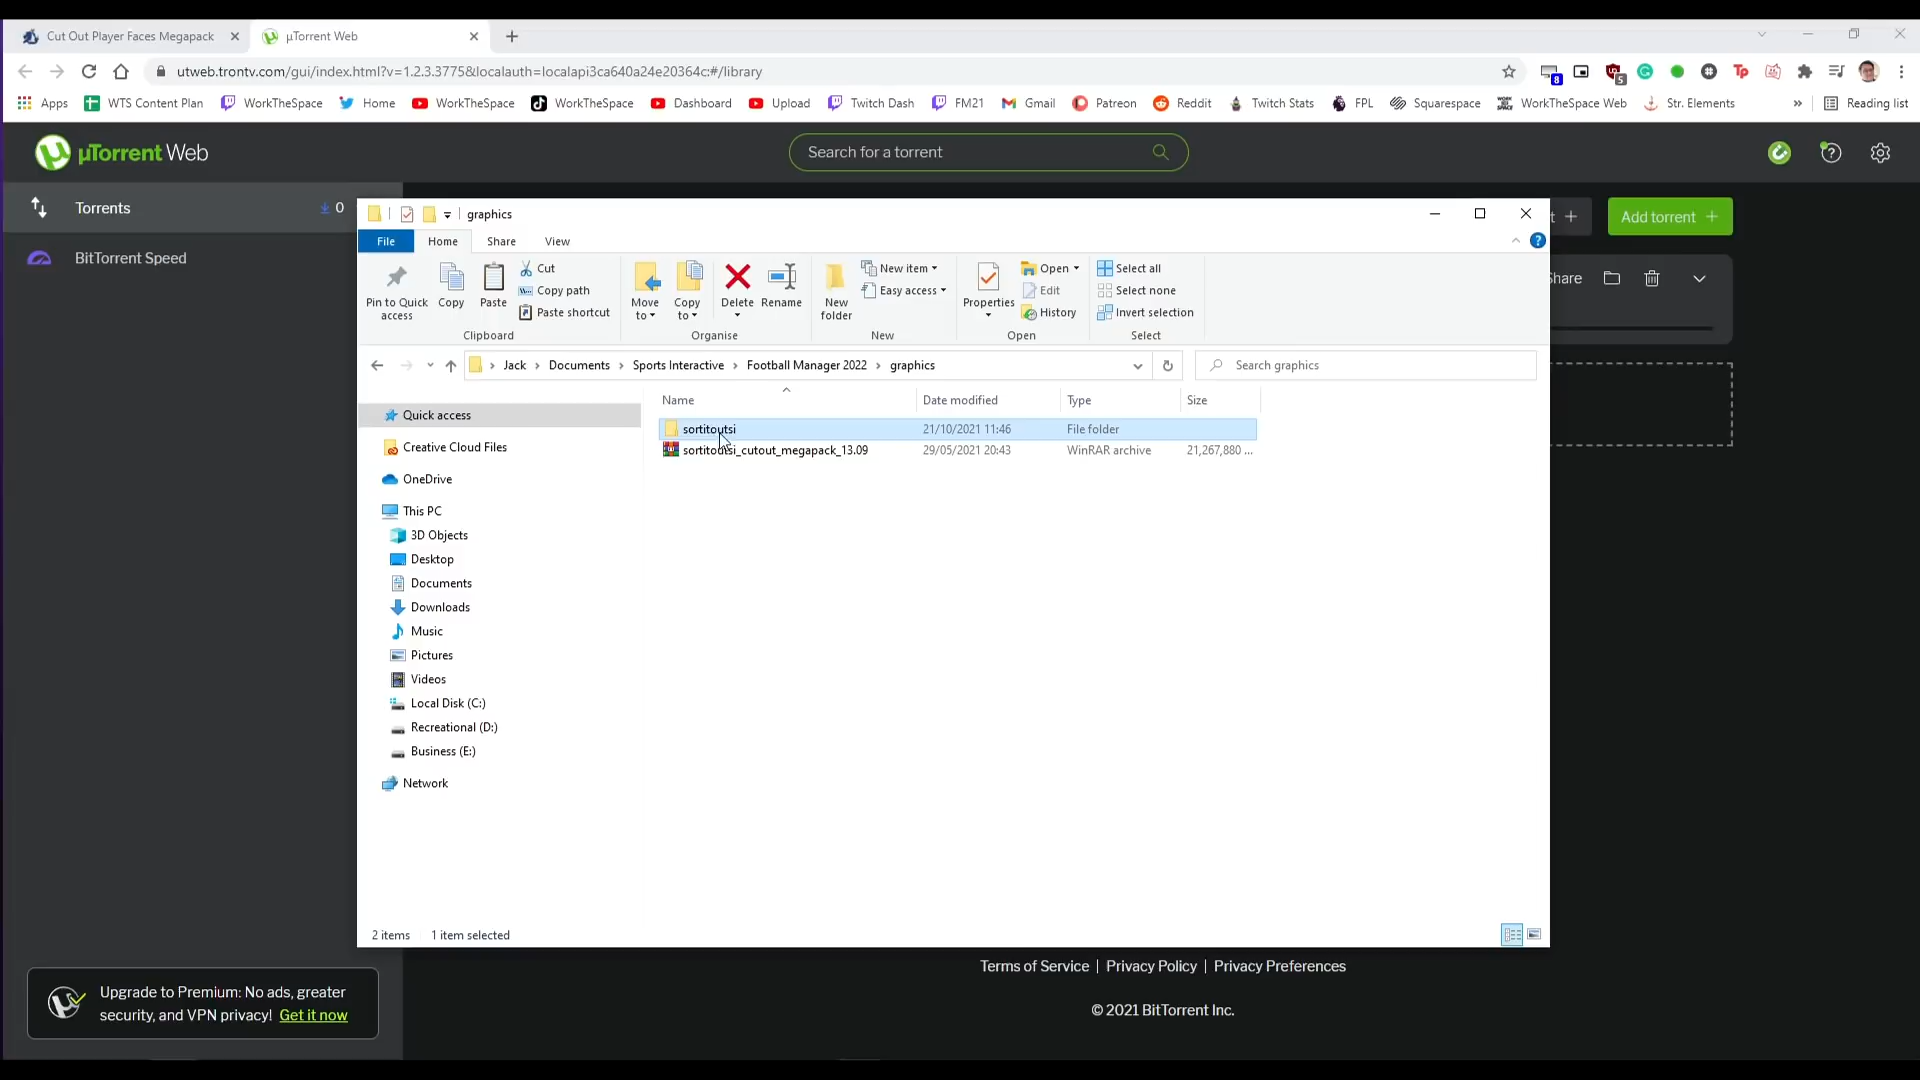 Cut Out Player Faces Megapack
µTorrent Web
utweb.trontv.com/gui/index.html?v=1.2.3.3775&localauth=localapi3ca640a24e20364c:#/library
8
5
Tp
Apps
WTS Content Plan
WorkTheSpace
Home
WorkTheSpace
WorkTheSpace
Dashboard
Upload
Twitch Dash
FM21
Gmail
Patreon
Reddit
Twitch Stats
FPL
Squarespace
WorkTheSpace Web
Str. Elements
»
Reading list
µTorrent Web
Search for a torrent
Torrents
0
BitTorrent Speed
t +
Add torrent +
Share
graphics
File
Home
Share
View
Pin to Quick
access
Copy
Paste
Cut
Copy path
Paste shortcut
Clipboard
Move
to
Copy
to
Delete
Rename
Organise
New
folder
New item
Easy access
New
Properties
Open
Edit
History
Open
Select all
Select none
Invert selection
Select
Jack > Documents > Sports Interactive > Football Manager 2022 > graphics
Search graphics
Name
Date modified
Type
Size
sortitoutsi
21/10/2021 11:46
File folder
sortitoutsi_cutout_megapack_13.09
29/05/2021 20:43
WinRAR archive
21,267,880 ...
Quick access
Creative Cloud Files
OneDrive
This PC
3D Objects
Desktop
Documents
Downloads
Music
Pictures
Videos
Local Disk (C:)
Recreational (D:)
Business (E:)
Network
2 items
1 item selected
Upgrade to Premium: No ads, greater
security, and VPN privacy! Get it now
Terms of Service | Privacy Policy | Privacy Preferences
© 2021 BitTorrent Inc.